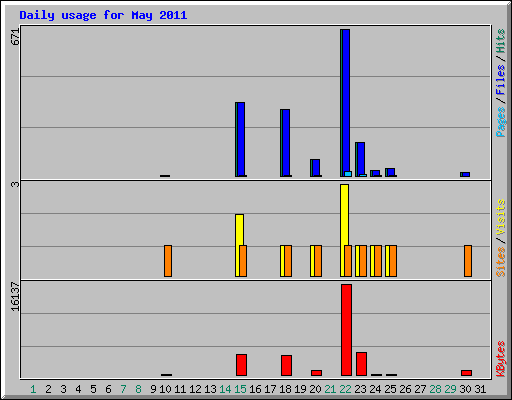 Daily usage for May 2011
671
3
16137
Pages / Files / Hits
Sites / Visits
KBytes
1 2 3 4 5 6 7 8 9 10 11 12 13 14 15 16 17 18 19 20 21 22 23 24 25 26 27 28 29 30 31